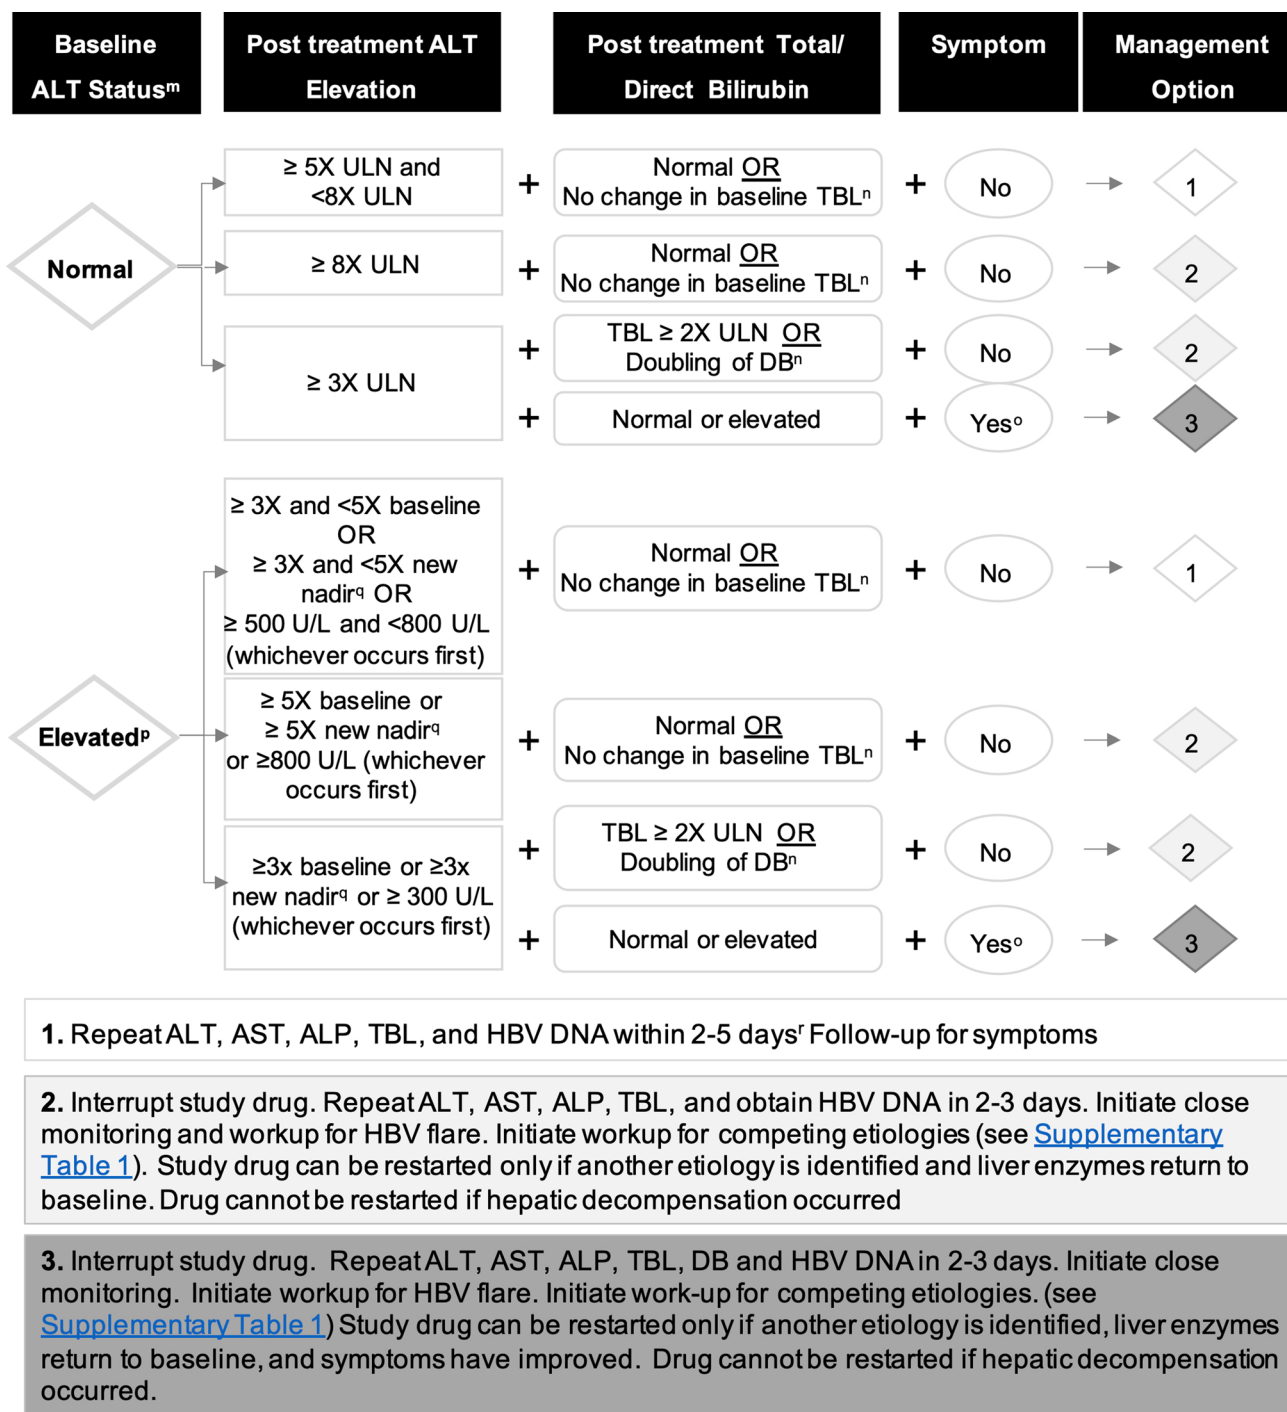 Baseline
ALT Statusᵐ
Post treatment ALT
Elevation
Post treatment Total/
Direct Bilirubin
Symptom
Management
Option
Normal
≥ 5X ULN and
<8X ULN
+
Normal OR
No change in baseline TBLⁿ
+
No
1
≥ 8X ULN
+
Normal OR
No change in baseline TBLⁿ
+
No
2
≥ 3X ULN
+
TBL ≥ 2X ULN OR
Doubling of DBⁿ
+
No
2
+
Normal or elevated
+
Yesᵒ
3
Elevatedᵖ
≥ 3X and <5X baseline
OR
≥ 3X and <5X new
nadir^q OR
≥ 500 U/L and <800 U/L
(whichever occurs first)
+
Normal OR
No change in baseline TBLⁿ
+
No
1
≥ 5X baseline or
≥ 5X new nadir^q
or ≥800 U/L (whichever
occurs first)
+
Normal OR
No change in baseline TBLⁿ
+
No
2
≥3x baseline or ≥3x
new nadir^q or ≥ 300 U/L
(whichever occurs first)
+
TBL ≥ 2X ULN OR
Doubling of DBⁿ
+
No
2
+
Normal or elevated
+
Yesᵒ
3
1. Repeat ALT, AST, ALP, TBL, and HBV DNA within 2-5 daysʳ Follow-up for symptoms
2. Interrupt study drug. Repeat ALT, AST, ALP, TBL, and obtain HBV DNA in 2-3 days. Initiate close
monitoring and workup for HBV flare. Initiate workup for competing etiologies (see Supplementary
Table 1). Study drug can be restarted only if another etiology is identified and liver enzymes return to
baseline. Drug cannot be restarted if hepatic decompensation occurred
3. Interrupt study drug. Repeat ALT, AST, ALP, TBL, DB and HBV DNA in 2-3 days. Initiate close
monitoring. Initiate workup for HBV flare. Initiate work-up for competing etiologies. (see
Supplementary Table 1) Study drug can be restarted only if another etiology is identified, liver enzymes
return to baseline, and symptoms have improved. Drug cannot be restarted if hepatic decompensation
occurred.